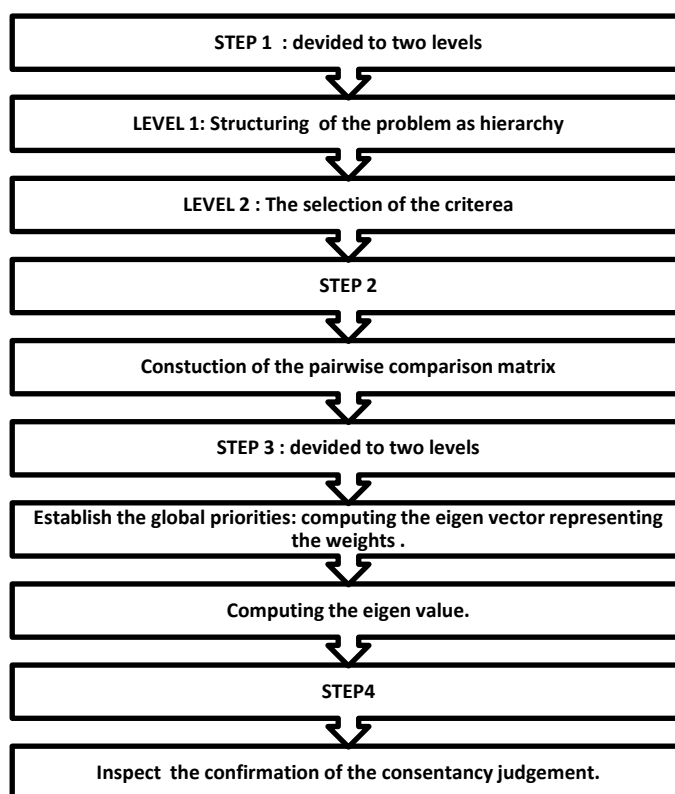 STEP 1 : devided to two levels
LEVEL 1: Structuring of the problem as hierarchy
LEVEL 2 : The selection of the criterea
STEP 2
Constuction of the pairwise comparison matrix
STEP 3 : devided to two levels
Establish the global priorities: computing the eigen vector representing
the weights .
Computing the eigen value.
STEP4
Inspect the confirmation of the consentancy judgement.